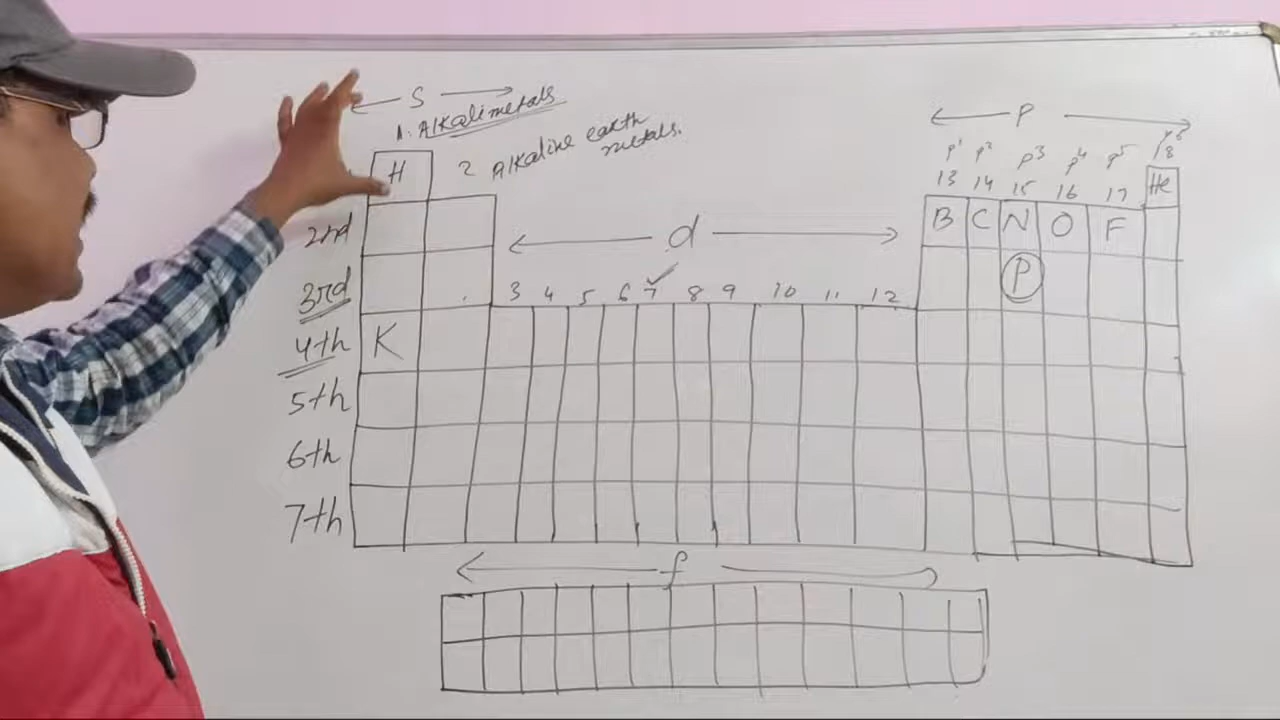 ← S →
1. Alkali metals
2 Alkaline earth
metals.
← P →
p1 p2 p3 p4 p5 p6
13 14 15 16 17 18
H He
2nd B C N O F
← d →
3rd P
3 4 5 6 7 ✓ 8 9 10 11 12
4th K
5th
6th
7th
← f →